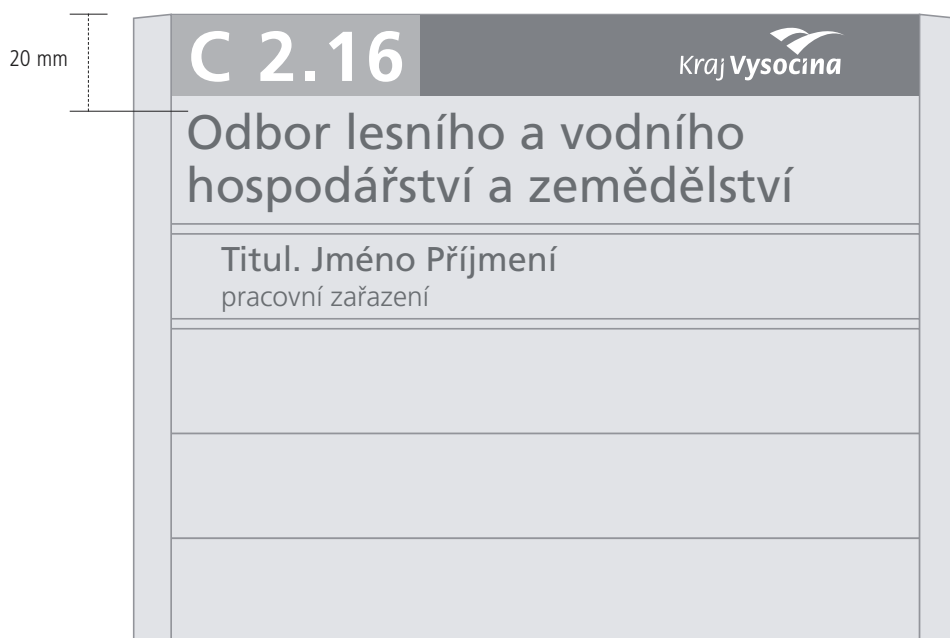 20 mm
C 2.16
Kraj Vysočina
Odbor lesního a vodního
hospodářství a zemědělství
Titul. Jméno Příjmení
pracovní zařazení